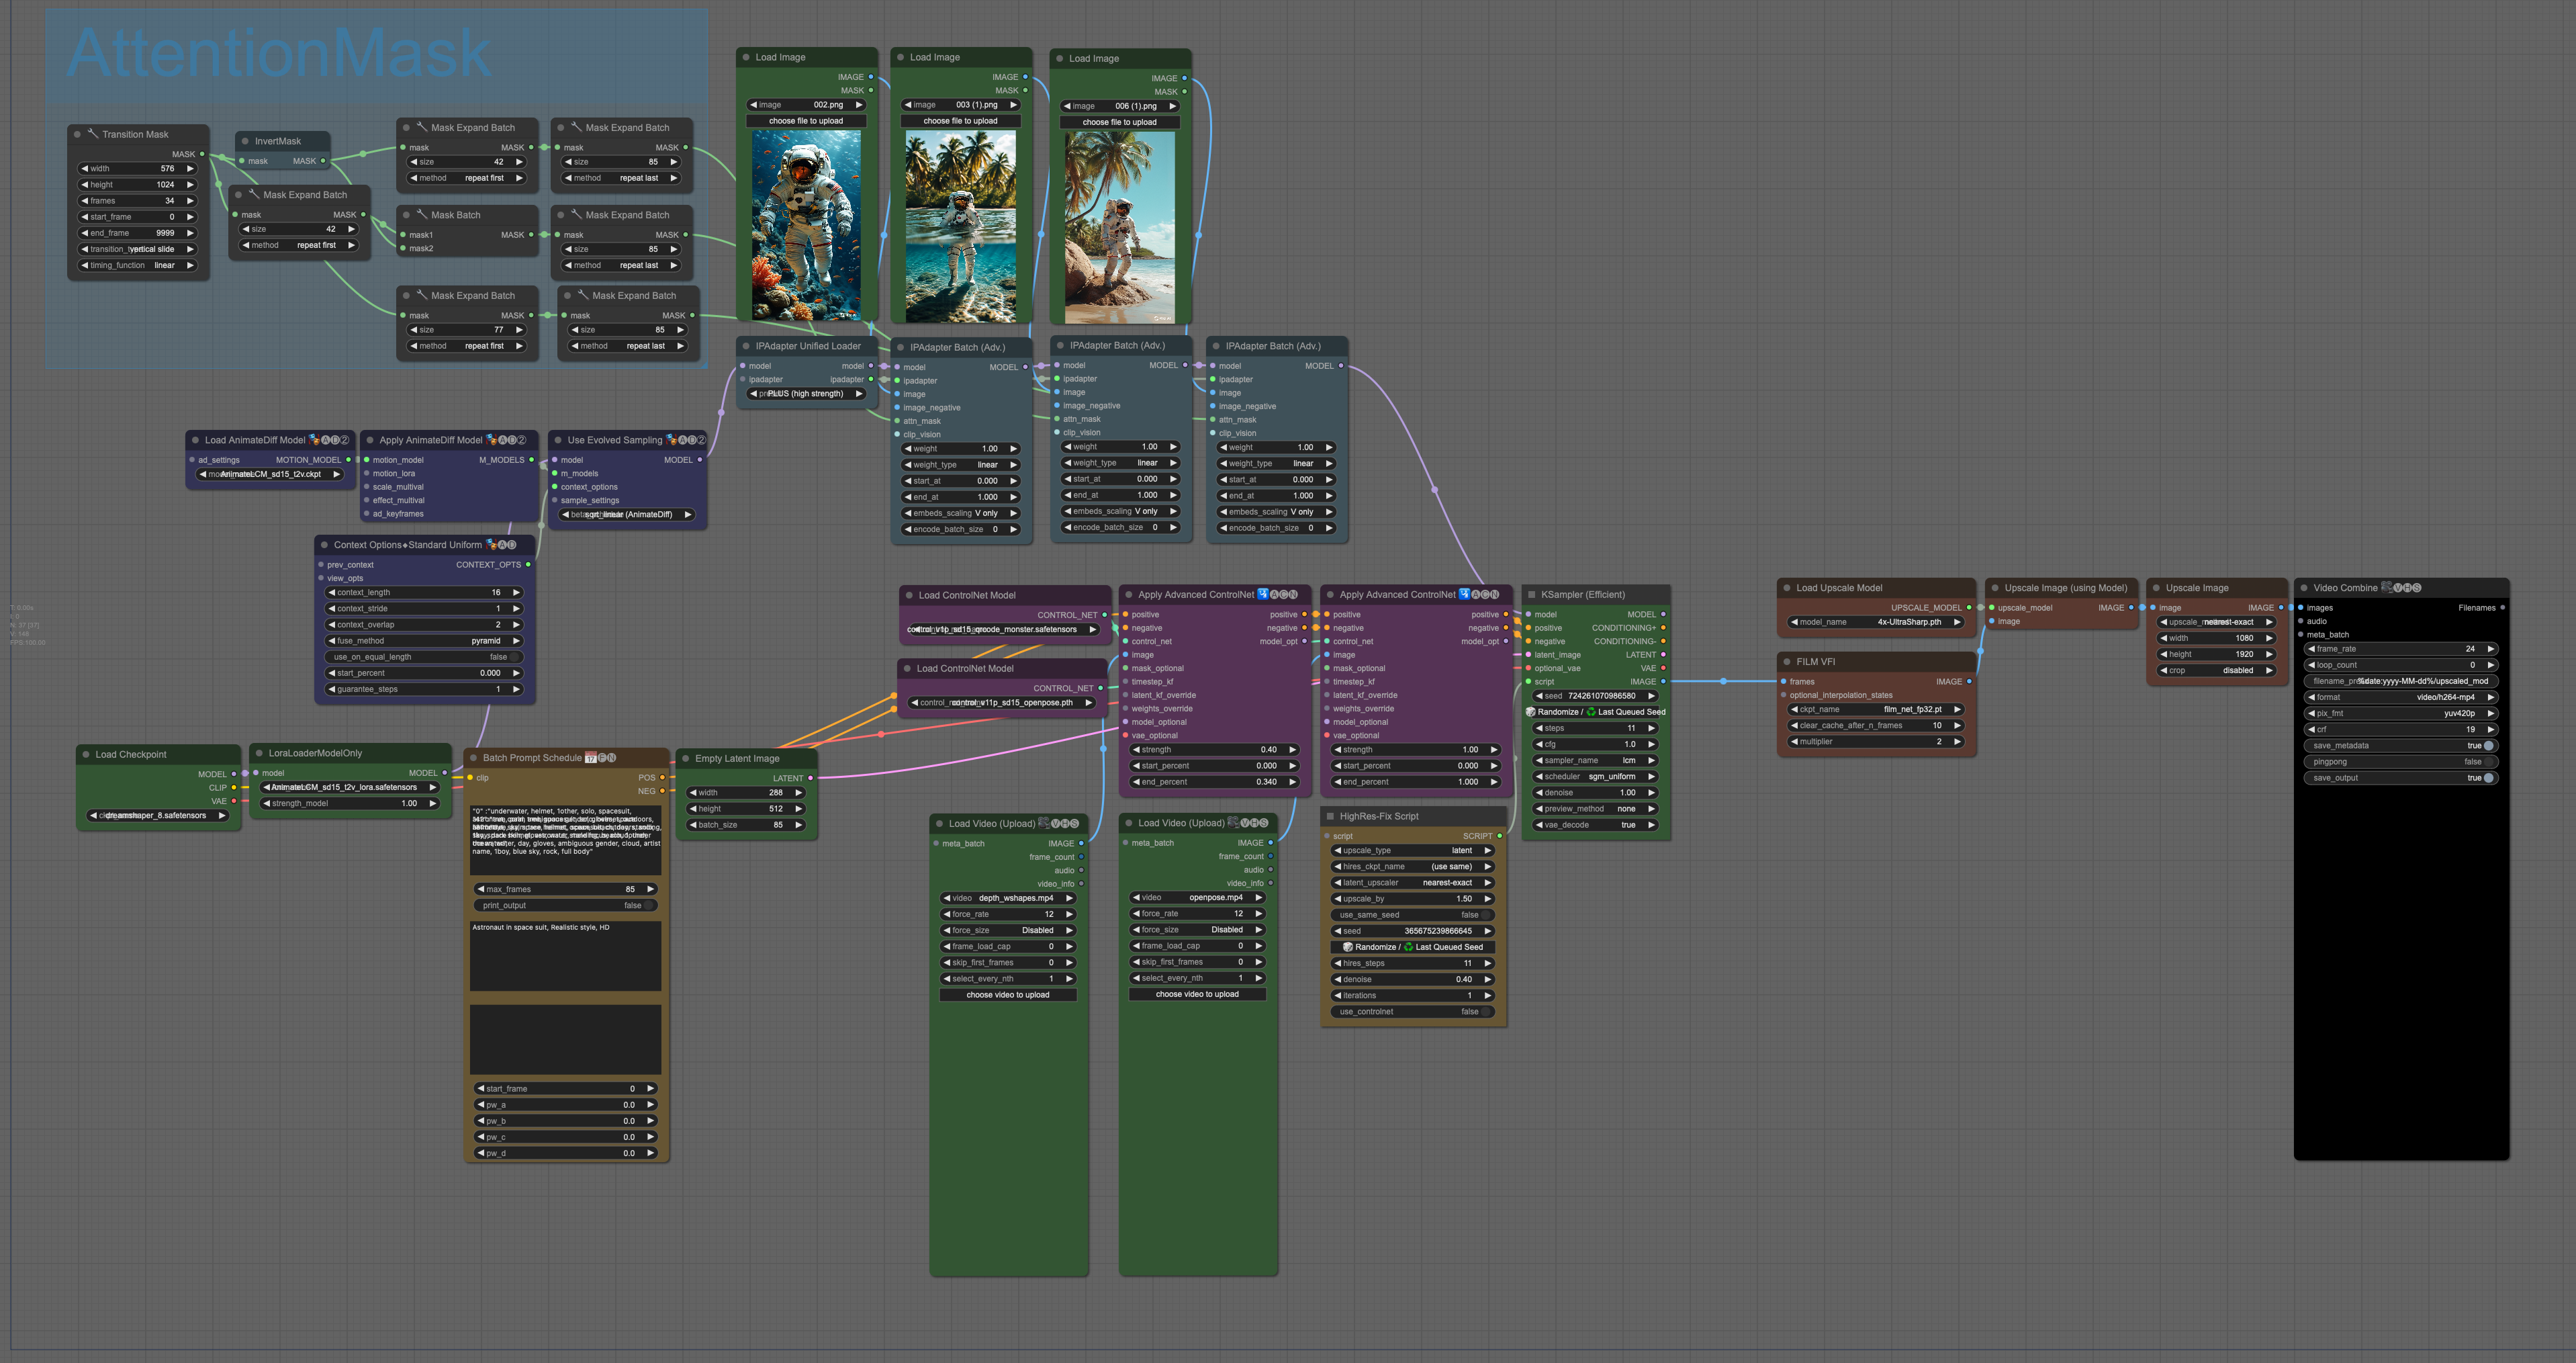 AttentionMask
Transition Mask
MASK
width 576
height 1024
frames 34
start_frame 0
end_frame 9999
vertical slide
timing_function linear
InvertMask
mask MASK
Mask Expand Batch
mask MASK
size 42
method repeat first
Mask Expand Batch
mask MASK
size 42
method repeat first
Mask Expand Batch
mask MASK
size 85
method repeat last
Mask Batch
mask1 MASK
mask2
Mask Expand Batch
mask MASK
size 85
method repeat last
Mask Expand Batch
mask MASK
size 77
method repeat first
Mask Expand Batch
mask MASK
size 85
method repeat last
Load Image
IMAGE
MASK
image 002.png
choose file to upload
Load Image
IMAGE
MASK
image 003 (1).png
choose file to upload
Load Image
IMAGE
MASK
image 006 (1).png
choose file to upload
IPAdapter Unified Loader
model model
ipadapter ipadapter
PLUS (high strength)
IPAdapter Batch (Adv.)
model MODEL
ipadapter
image
image_negative
attn_mask
clip_vision
weight 1.00
weight_type linear
start_at 0.000
end_at 1.000
embeds_scaling V only
encode_batch_size 0
IPAdapter Batch (Adv.)
model MODEL
ipadapter
image
image_negative
attn_mask
clip_vision
weight 1.00
weight_type linear
start_at 0.000
end_at 1.000
embeds_scaling V only
encode_batch_size 0
IPAdapter Batch (Adv.)
model MODEL
ipadapter
image
image_negative
attn_mask
clip_vision
weight 1.00
weight_type linear
start_at 0.000
end_at 1.000
embeds_scaling V only
encode_batch_size 0
Load AnimateDiff Model
ad_settings MOTION_MODEL
AnimateLCM_sd15_t2v.ckpt
Apply AnimateDiff Model
motion_model M_MODELS
motion_lora
scale_multival
effect_multival
ad_keyframes
Use Evolved Sampling
model MODEL
m_models
context_options
sample_settings
sqrt_linear (AnimateDiff)
Context Options◆Standard Uniform
prev_context CONTEXT_OPTS
view_opts
context_length 16
context_stride 1
context_overlap 2
fuse_method pyramid
use_on_equal_length false
start_percent 0.000
guarantee_steps 1
Load Checkpoint
MODEL
CLIP
VAE
dreamshaper_8.safetensors
LoraLoaderModelOnly
model MODEL
AnimateLCM_sd15_t2v_lora.safetensors
strength_model 1.00
Batch Prompt Schedule
clip POS
NEG
"0" :"underwater, helmet, 1other, solo, spacesuit,
ocean, water, day, gloves, ambiguous gender, cloud, artist
name, 1boy, blue sky, rock, full body"
max_frames 85
print_output false
Astronaut in space suit, Realistic style, HD
start_frame 0
pw_a 0.0
pw_b 0.0
pw_c 0.0
pw_d 0.0
Empty Latent Image
LATENT
width 288
height 512
batch_size 85
Load ControlNet Model
CONTROL_NET
control_v1p_sd15_qrcode_monster.safetensors
Load ControlNet Model
CONTROL_NET
control_v11p_sd15_openpose.pth
Apply Advanced ControlNet
positive positive
negative negative
control_net model_opt
image
mask_optional
timestep_kf
latent_kf_override
weights_override
model_optional
vae_optional
strength 0.40
start_percent 0.000
end_percent 0.340
Apply Advanced ControlNet
positive positive
negative negative
control_net model_opt
image
mask_optional
timestep_kf
latent_kf_override
weights_override
model_optional
vae_optional
strength 1.00
start_percent 0.000
end_percent 1.000
KSampler (Efficient)
model MODEL
positive CONDITIONING+
negative CONDITIONING-
latent_image LATENT
optional_vae VAE
script IMAGE
seed 724261070986580
Randomize / Last Queued Seed
steps 11
cfg 1.0
sampler_name lcm
scheduler sgm_uniform
denoise 1.00
preview_method none
vae_decode true
Load Video (Upload)
meta_batch IMAGE
frame_count
audio
video_info
video depth_wshapes.mp4
force_rate 12
force_size Disabled
frame_load_cap 0
skip_first_frames 0
select_every_nth 1
choose video to upload
Load Video (Upload)
meta_batch IMAGE
frame_count
audio
video_info
video openpose.mp4
force_rate 12
force_size Disabled
frame_load_cap 0
skip_first_frames 0
select_every_nth 1
choose video to upload
HighRes-Fix Script
script SCRIPT
upscale_type latent
hires_ckpt_name (use same)
latent_upscaler nearest-exact
upscale_by 1.50
use_same_seed false
seed 365675239866645
Randomize / Last Queued Seed
hires_steps 11
denoise 0.40
iterations 1
use_controlnet false
Load Upscale Model
UPSCALE_MODEL
model_name 4x-UltraSharp.pth
FILM VFI
frames IMAGE
optional_interpolation_states
ckpt_name film_net_fp32.pt
clear_cache_after_n_frames 10
multiplier 2
Upscale Image (using Model)
upscale_model IMAGE
image
Upscale Image
image IMAGE
nearest-exact
width 1080
height 1920
crop disabled
Video Combine
images Filenames
audio
meta_batch
frame_rate 24
loop_count 0
%date:yyyy-MM-dd%/upscaled_mod
format video/h264-mp4
pix_fmt yuv420p
crf 19
save_metadata true
pingpong false
save_output true